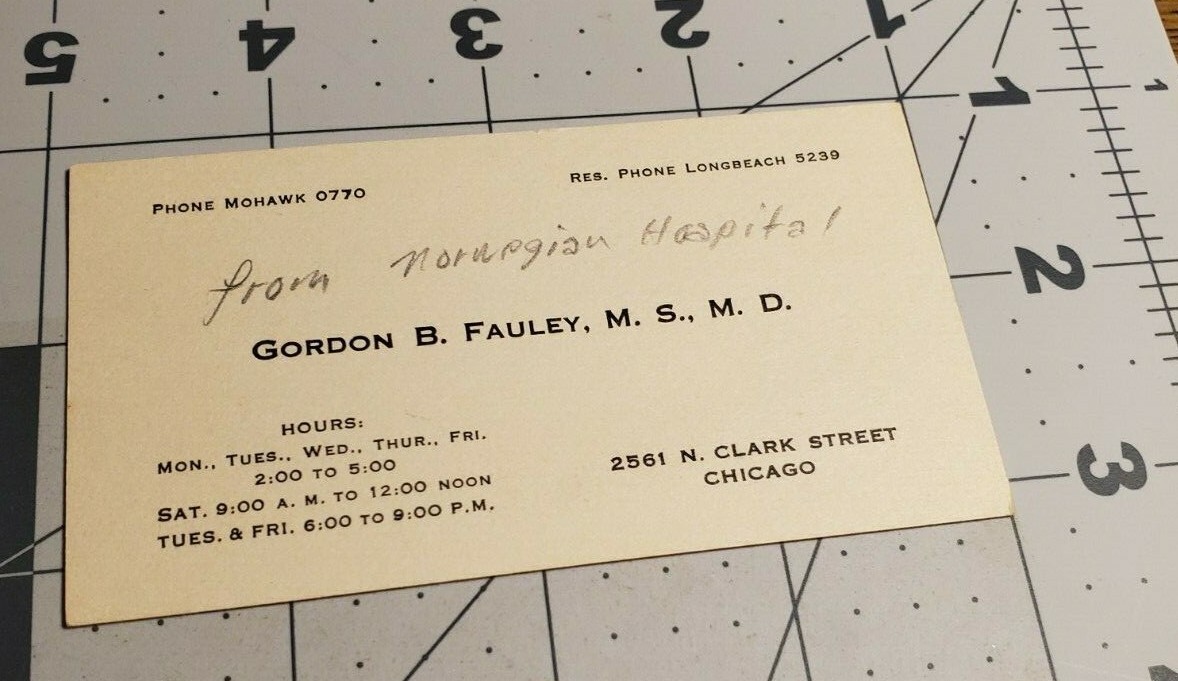 5 4 3 2 1
1 1
2
3
PHONE MOHAWK 0770
RES. PHONE LONGBEACH 5239
from Norwegian Hospital
GORDON B. FAULEY, M. S., M. D.
HOURS:
MON., TUES., WED., THUR., FRI.
2:00 TO 5:00
SAT. 9:00 A. M. TO 12:00 NOON
TUES. & FRI. 6:00 TO 9:00 P.M.
2561 N. CLARK STREET
CHICAGO